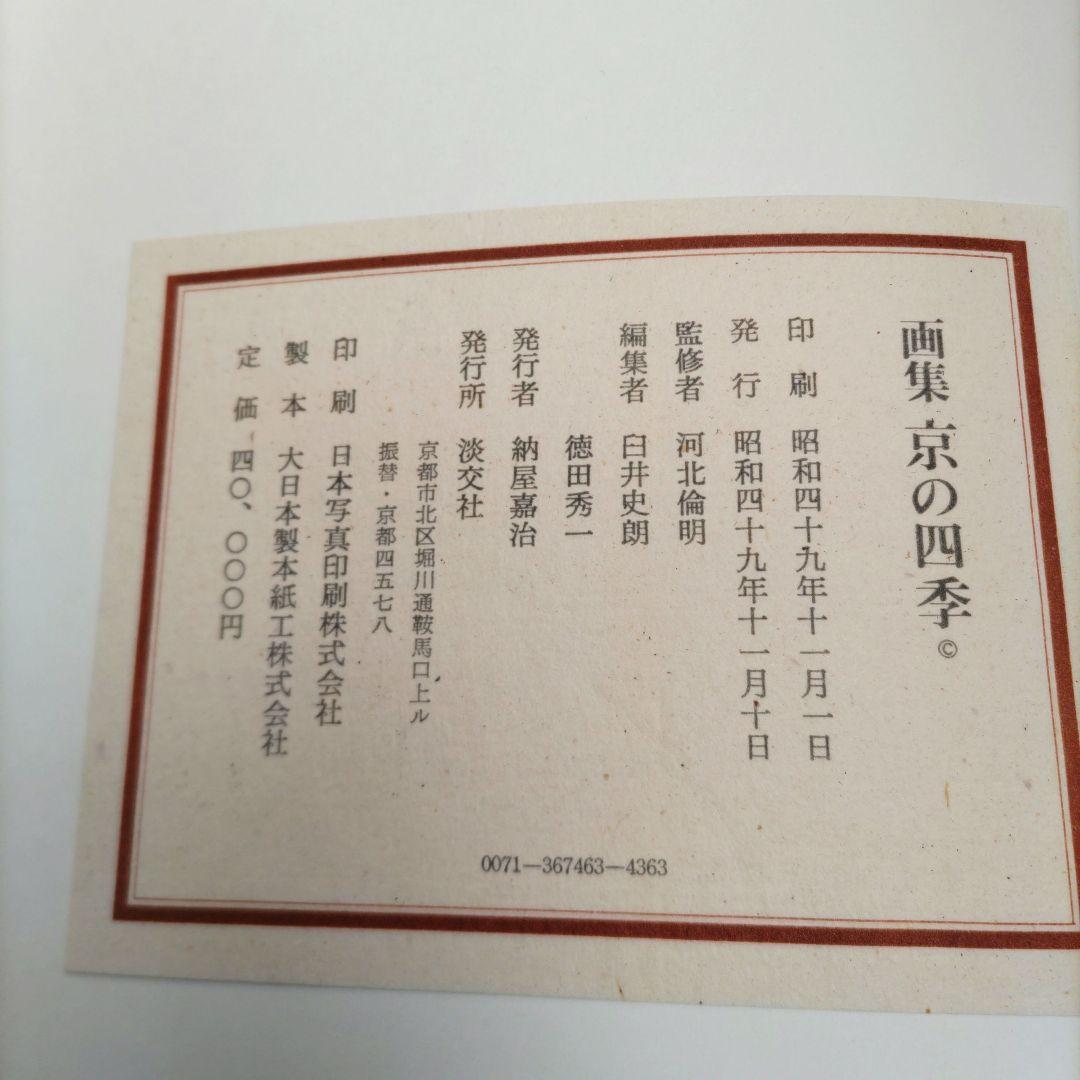 画集 京の四季 ©
印刷 昭和四十九年十一月一日
発行 昭和四十九年十一月十日
監修者 河北倫明
編集者 臼井史朗
徳田秀一
発行者 納屋嘉治
発行所 淡交社
京都市北区堀川通鞍馬口上ル
振替・京都四五七八
印刷 日本写真印刷株式会社
製本 大日本製本紙工株式会社
定価 四〇、〇〇〇円
0071—367463—4363